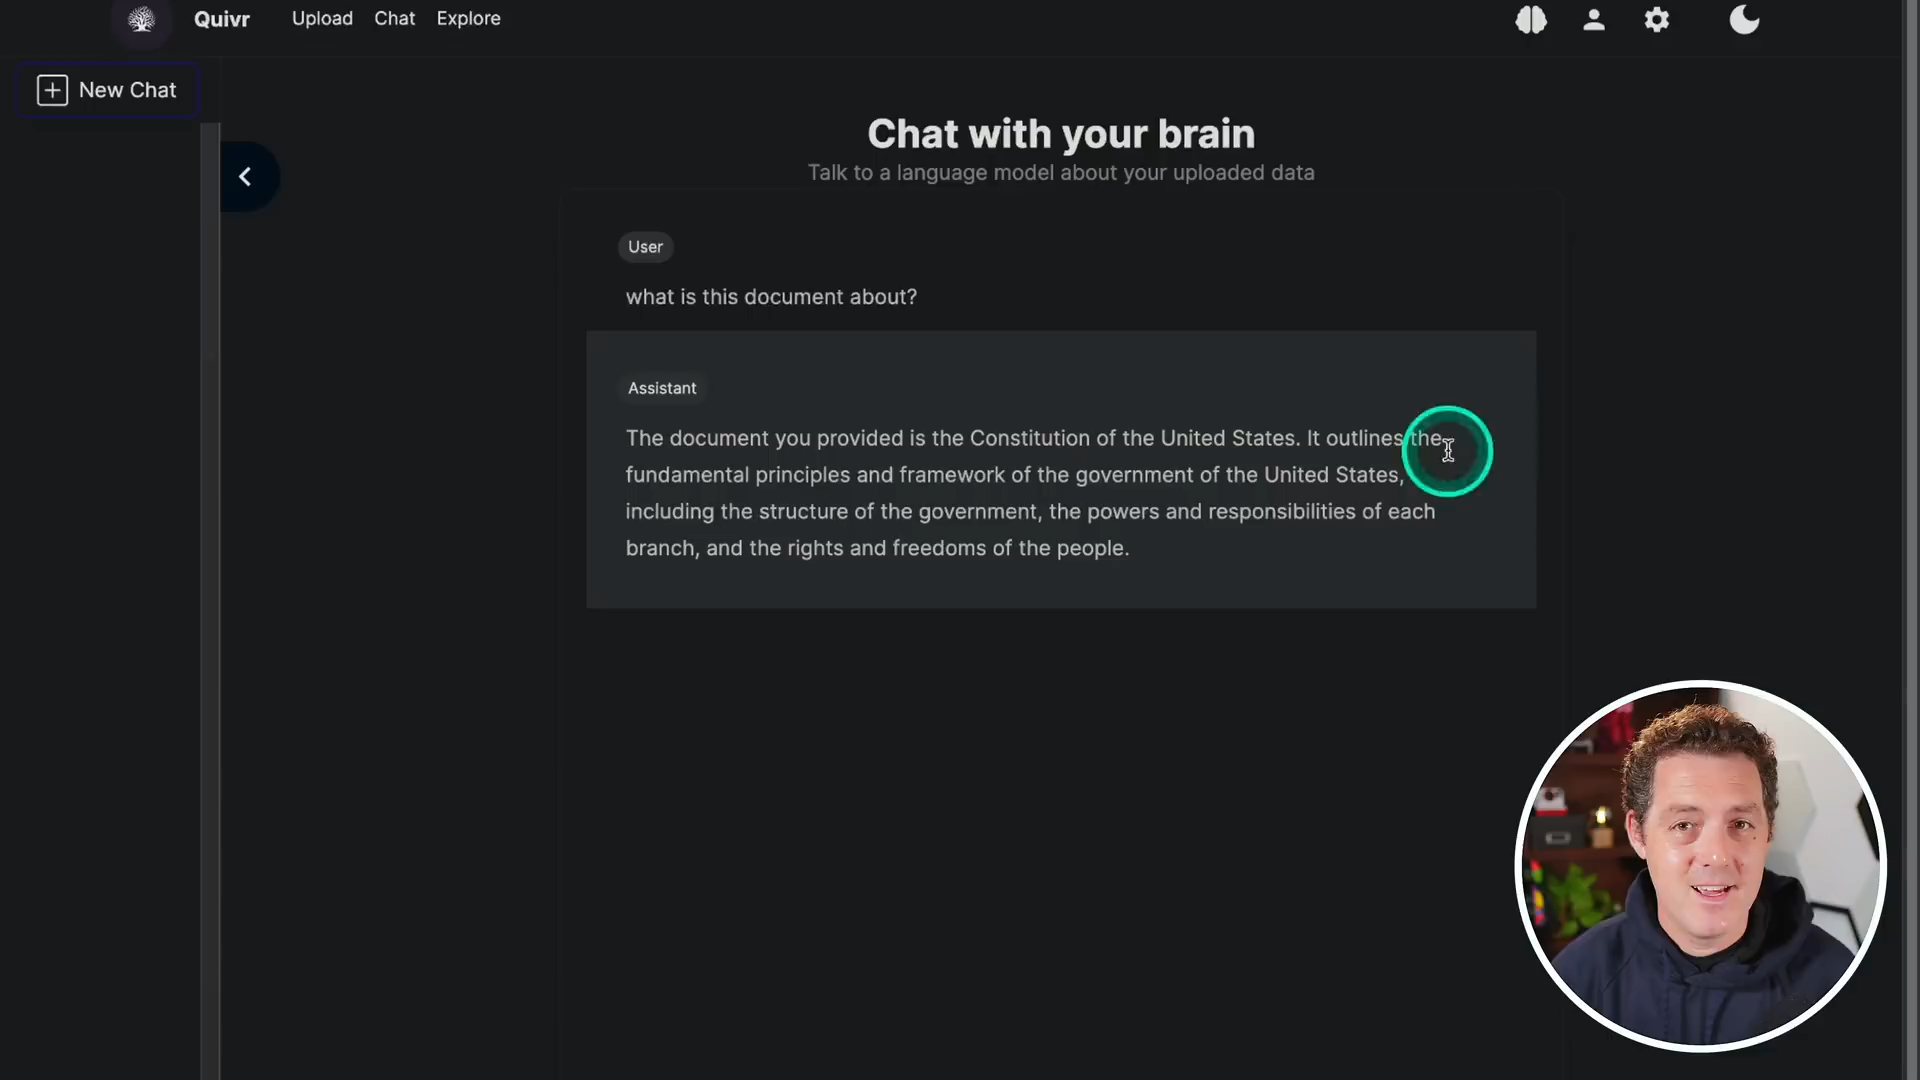 Quivr
Upload
Chat
Explore
New Chat
Chat with your brain
Talk to a language model about your uploaded data
User
what is this document about?
Assistant
The document you provided is the Constitution of the United States. It outlines the
fundamental principles and framework of the government of the United States,
including the structure of the government, the powers and responsibilities of each
branch, and the rights and freedoms of the people.